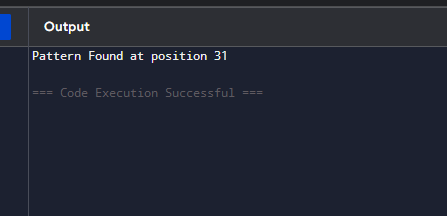 Output
Pattern Found at position 31
=== Code Execution Successful ===